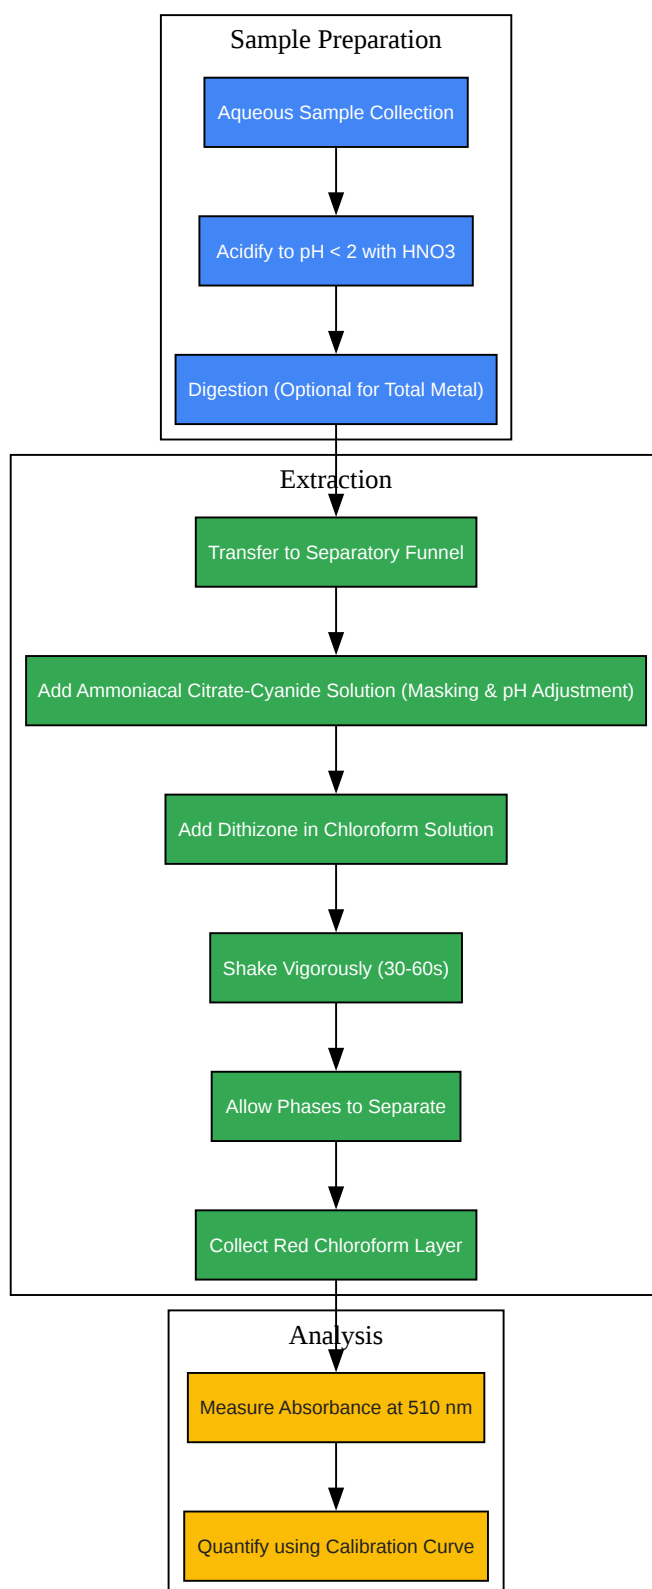 Sample Preparation
Aqueous Sample Collection
Acidify to pH < 2 with HNO3
Digestion (Optional for Total Metal)
Extraction
Transfer to Separatory Funnel
Add Ammoniacal Citrate-Cyanide Solution (Masking & pH Adjustment)
Add Dithizone in Chloroform Solution
Shake Vigorously (30-60s)
Allow Phases to Separate
Collect Red Chloroform Layer
Analysis
Measure Absorbance at 510 nm
Quantify using Calibration Curve